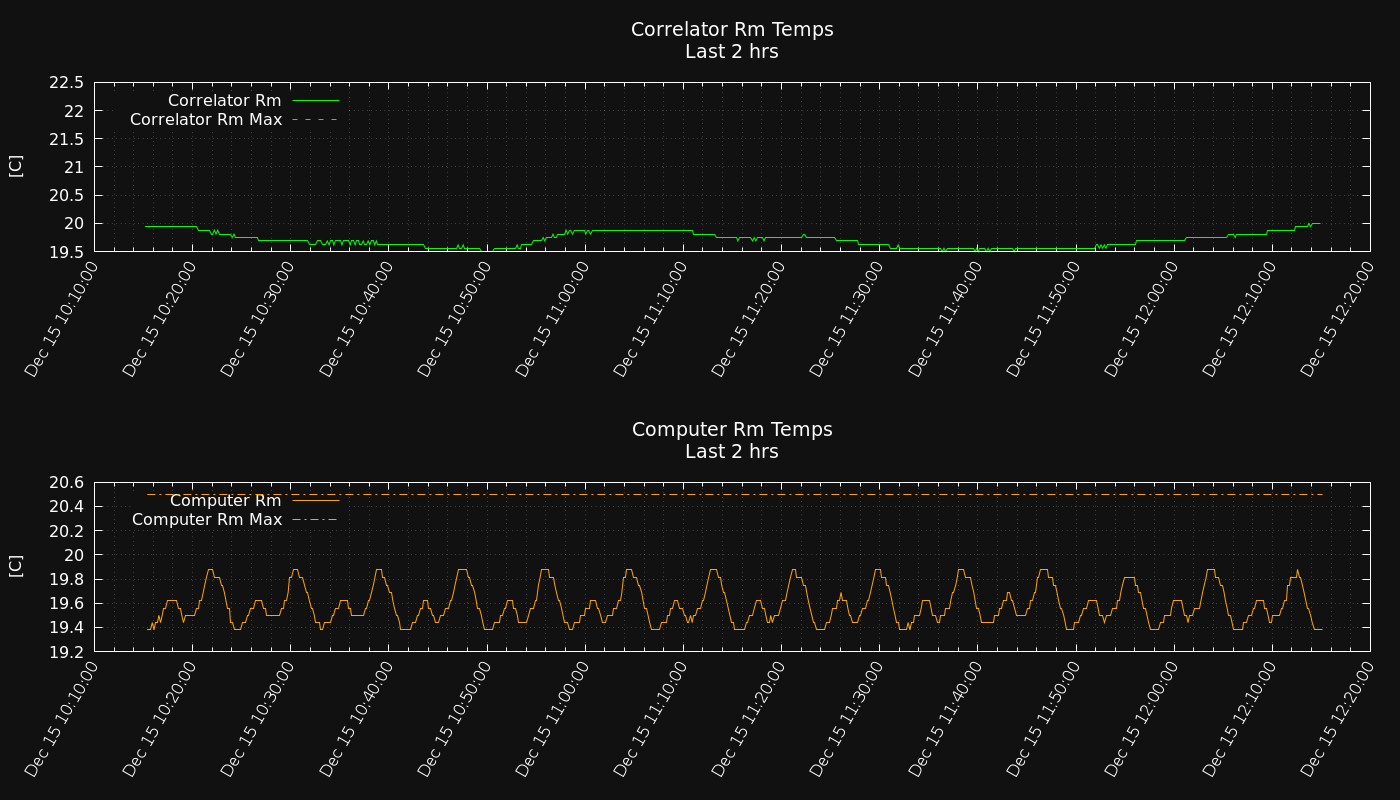 Correlator Rm Temps
Last 2 hrs
22.5
22
21.5
21
20.5
20
19.5
[C]
Correlator Rm
Correlator Rm Max
Dec 15 10:10:00
Dec 15 10:20:00
Dec 15 10:30:00
Dec 15 10:40:00
Dec 15 10:50:00
Dec 15 11:00:00
Dec 15 11:10:00
Dec 15 11:20:00
Dec 15 11:30:00
Dec 15 11:40:00
Dec 15 11:50:00
Dec 15 12:00:00
Dec 15 12:10:00
Dec 15 12:20:00
Computer Rm Temps
Last 2 hrs
20.6
20.4
20.2
20
19.8
19.6
19.4
19.2
[C]
Computer Rm
Computer Rm Max
Dec 15 10:10:00
Dec 15 10:20:00
Dec 15 10:30:00
Dec 15 10:40:00
Dec 15 10:50:00
Dec 15 11:00:00
Dec 15 11:10:00
Dec 15 11:20:00
Dec 15 11:30:00
Dec 15 11:40:00
Dec 15 11:50:00
Dec 15 12:00:00
Dec 15 12:10:00
Dec 15 12:20:00